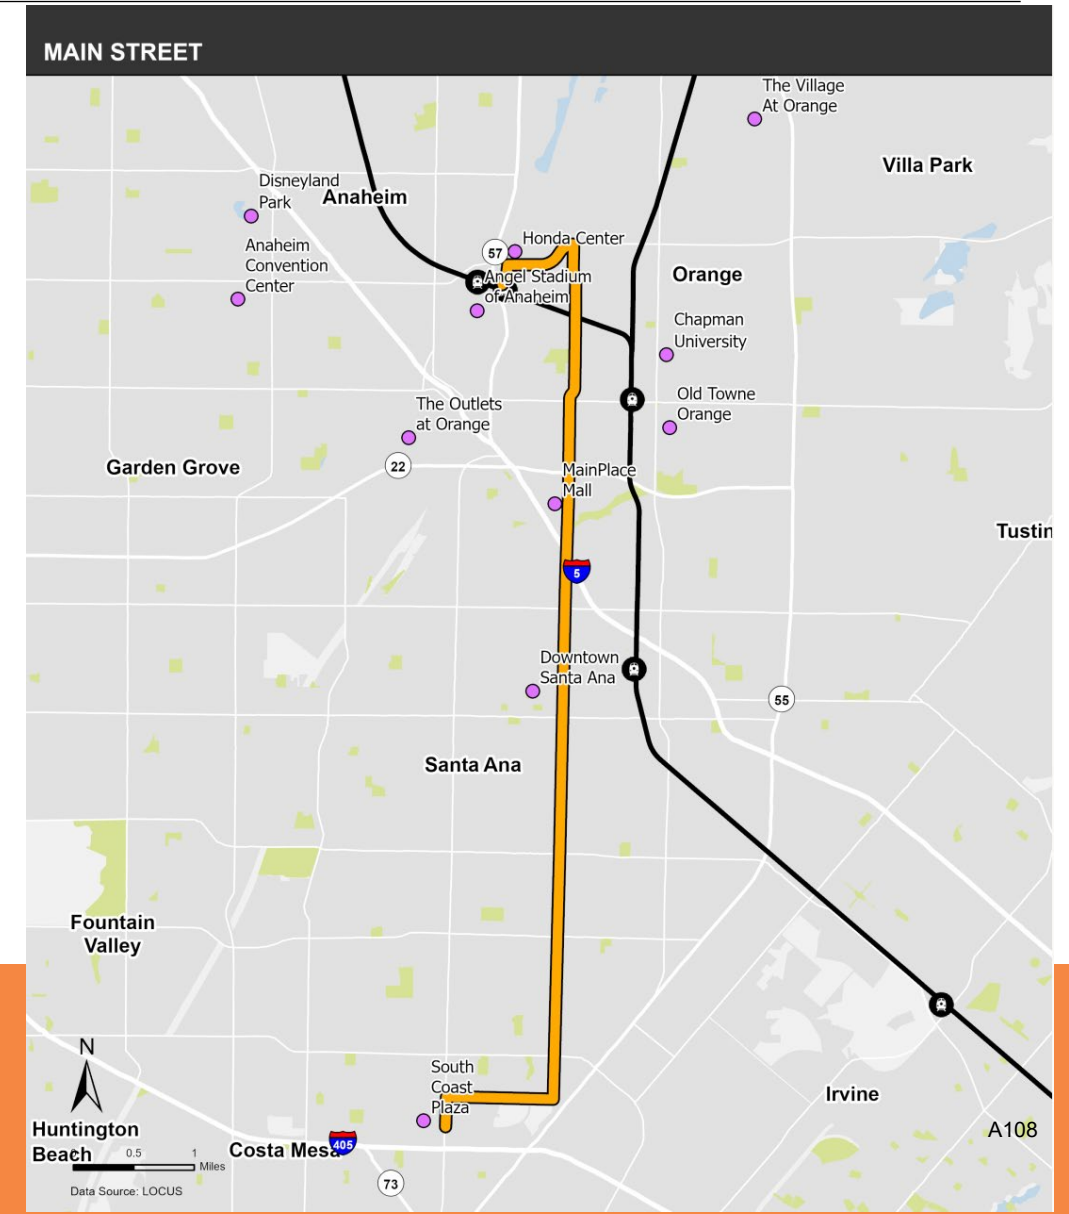 MAIN STREET
The Village
At Orange
Villa Park
Disneyland
Park
Anaheim
Anaheim
Convention
Center
57
Honda Center
Angel Stadium
of Anaheim
Orange
Chapman
University
Old Towne
Orange
The Outlets
at Orange
Garden Grove
22
MainPlace
Mall
Tustin
5
Downtown
Santa Ana
55
Santa Ana
Fountain
Valley
N
South
Coast
Plaza
Irvine
A108
Huntington
Beach
0.5
1
Miles
Costa Mesa
405
73
Data Source: LOCUS